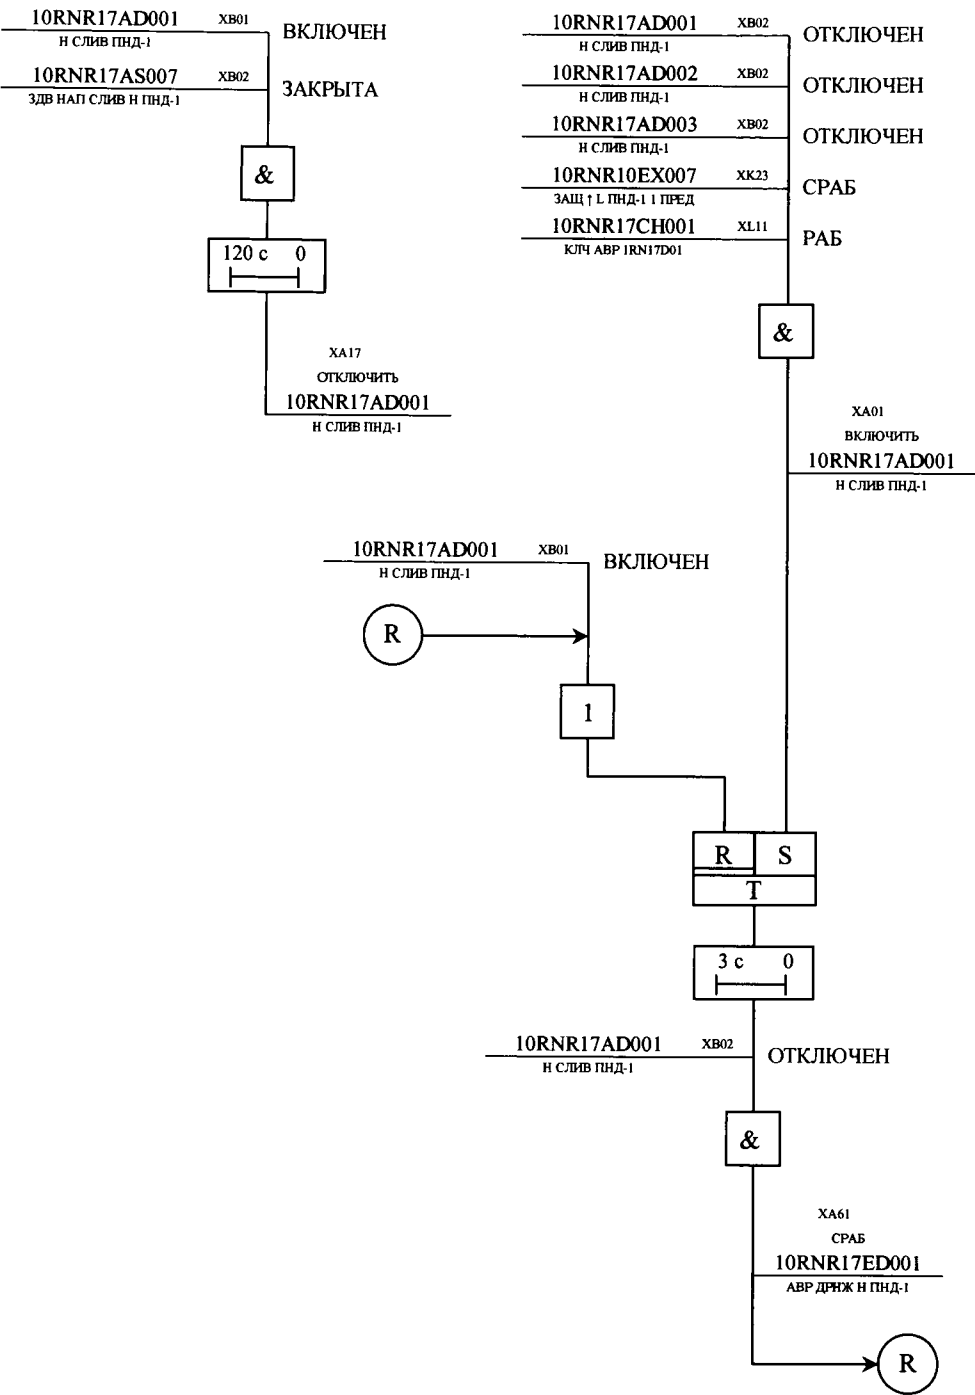 10RNR17AD001 XB01 ВКЛЮЧЕН
Н СЛИВ ПНД-1
10RNR17AS007 XB02 ЗАКРЫТА
ЗДВ НАП СЛИВ Н ПНД-1
&
120 с 0
XA17
ОТКЛЮЧИТЬ
10RNR17AD001
Н СЛИВ ПНД-1
10RNR17AD001 XB02 ОТКЛЮЧЕН
Н СЛИВ ПНД-1
10RNR17AD002 XB02 ОТКЛЮЧЕН
Н СЛИВ ПНД-1
10RNR17AD003 XB02 ОТКЛЮЧЕН
Н СЛИВ ПНД-1
10RNR10EX007 XK23 СРАБ
ЗАЩ ↑ L ПНД-1 1 ПРЕД
10RNR17CH001 XL11 РАБ
КЛЧ АВР 1RN17D01
&
XA01
ВКЛЮЧИТЬ
10RNR17AD001
Н СЛИВ ПНД-1
10RNR17AD001 XB01 ВКЛЮЧЕН
Н СЛИВ ПНД-1
R
1
R S
T
3 с 0
10RNR17AD001 XB02 ОТКЛЮЧЕН
Н СЛИВ ПНД-1
&
XA61
СРАБ
10RNR17ED001
АВР ДРНЖ Н ПНД-1
R